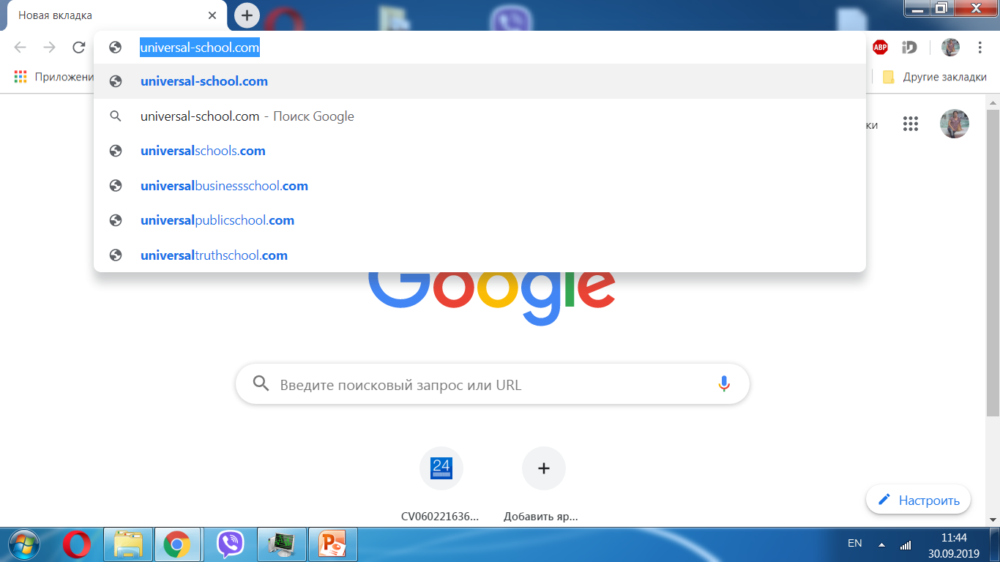 Новая вкладка
universal-school.com
ABP
iD
Приложени
Другие закладки
universal-school.com
universal-school.com - Поиск Google
universalschools.com
universalbusinessschool.com
universalpublicschool.com
universaltruthschool.com
ки
Google
Введите поисковый запрос или URL
24
CV060221636...
Добавить яр...
Настроить
EN
11:44
30.09.2019